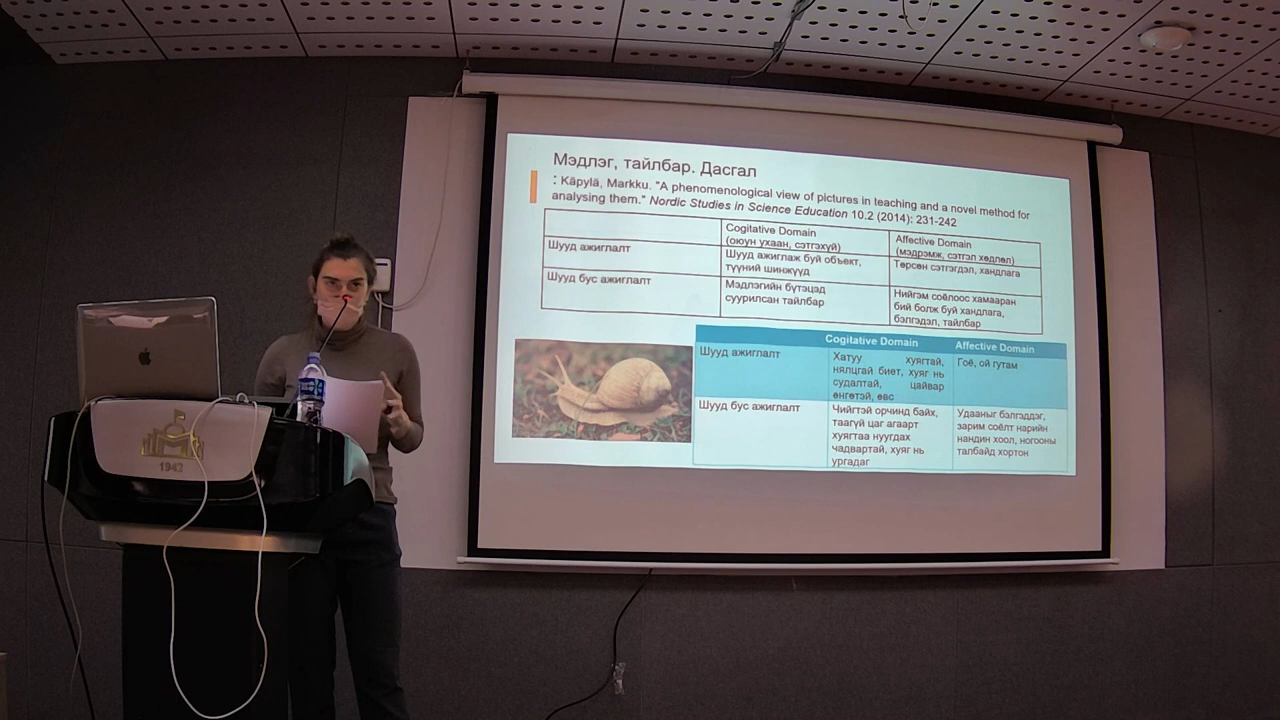 Мэдлэг, тайлбар. Дасгал
: Käpylä, Markku. "A phenomenological view of pictures in teaching and a novel method for
analysing them." Nordic Studies in Science Education 10.2 (2014): 231-242
Cogitative Domain
(оюун ухаан, сэтгэхүй)
Affective Domain
(мэдрэмж, сэтгэл хөдлөл)
Шууд ажиглалт
Шууд ажиглаж буй объект,
түүний шинжүүд
Төрсөн сэтгэгдэл, хандлага
Шууд бус ажиглалт
Мэдлэгийн бүтэцэд
суурилсан тайлбар
Нийгэм соёлоос хамааран
бий болж буй хандлага,
бэлгэдэл, тайлбар
Cogitative Domain
Affective Domain
Шууд ажиглалт
Хатуу хуягтай,
нялцгай биет, хуяг нь
судалтай, цайвар
өнгөтэй, өвс
Гоё, ой гутам
Шууд бус ажиглалт
Чийгтэй орчинд байх,
таагүй цаг агаарт
хуягтаа нуугдах
чадвартай, хуяг нь
ургадаг
Удааныг бэлгэддэг,
зарим соёлт нарийн
нандин хоол, ногооны
талбайд хортон
1942